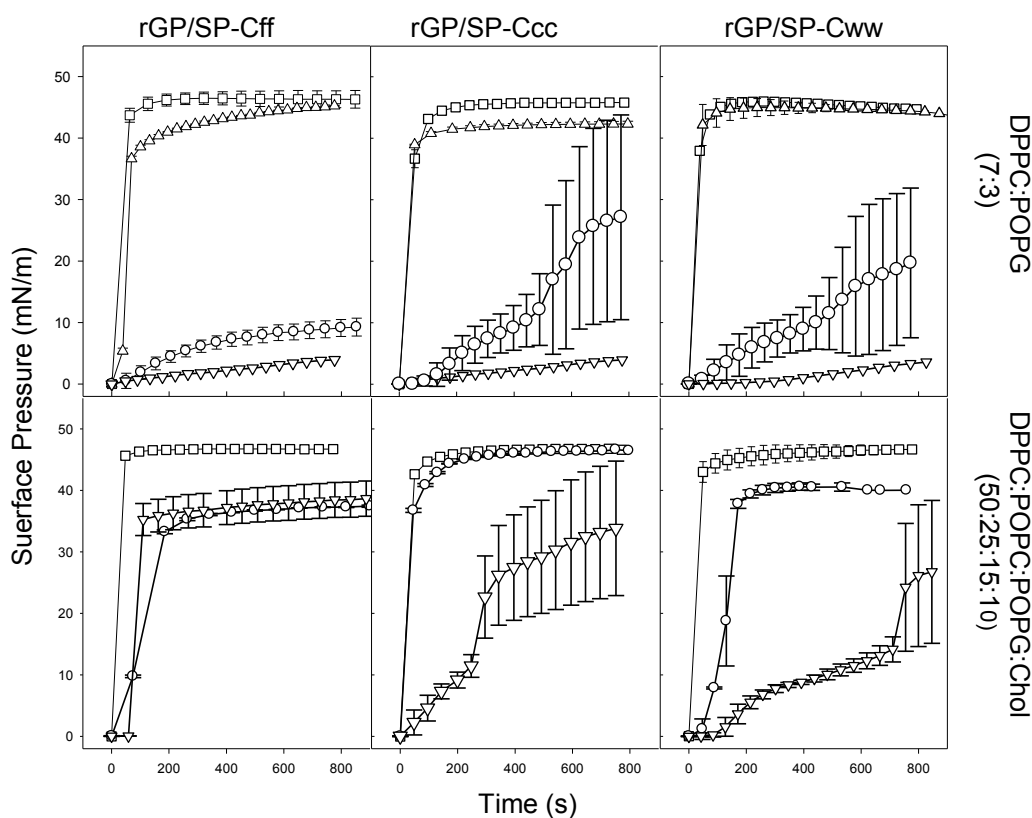 rGP/SP-Cff rGP/SP-Ccc rGP/SP-Cww
50
40
30
20
10
0
DPPC:POPG
(7:3)
50
40
30
20
10
0
DPPC:POPC:POPG:Chol
(50:25:15:10)
Suerface Pressure (mN/m)
0 200 400 600 800 0 200 400 600 800 0 200 400 600 800
Time (s)